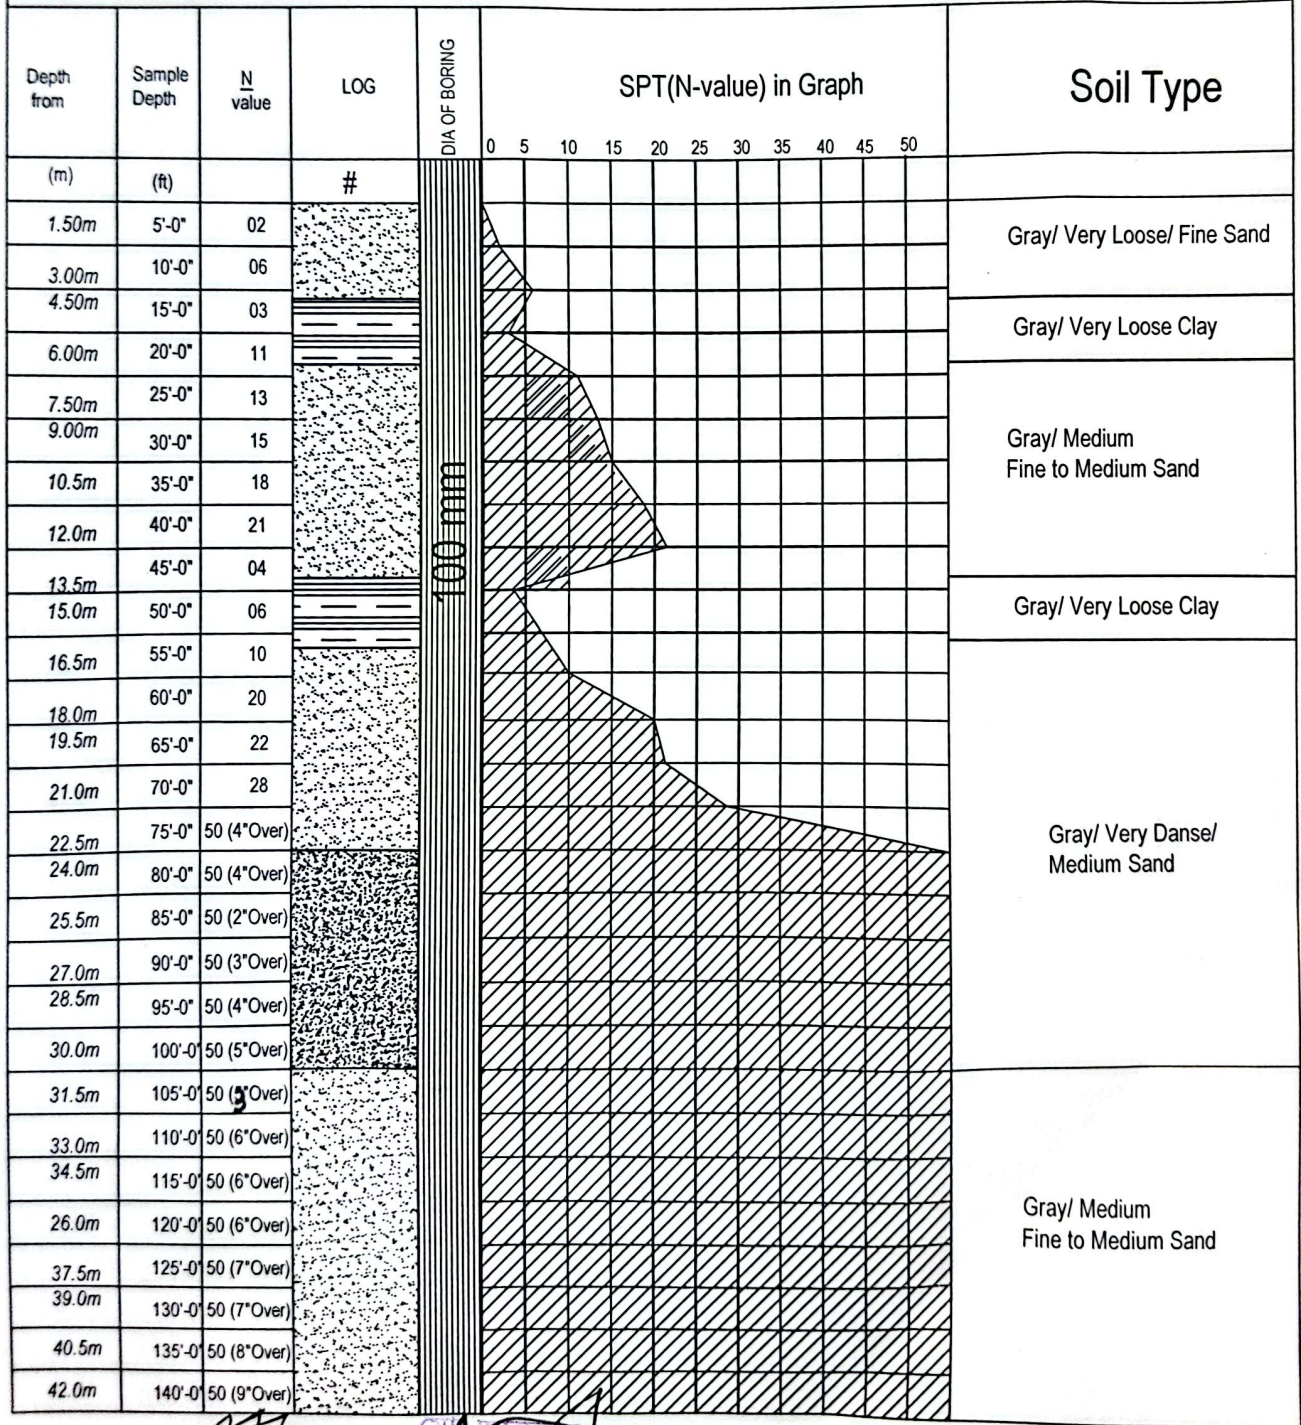 Depth from
Sample Depth
N value
LOG
DIA OF BORING
SPT(N-value) in Graph
Soil Type
0 5 10 15 20 25 30 35 40 45 50
(m) (ft) #
1.50m 5'-0" 02
3.00m 10'-0" 06
4.50m 15'-0" 03
6.00m 20'-0" 11
7.50m 25'-0" 13
9.00m 30'-0" 15
10.5m 35'-0" 18
12.0m 40'-0" 21
13.5m 45'-0" 04
15.0m 50'-0" 06
16.5m 55'-0" 10
18.0m 60'-0" 20
19.5m 65'-0" 22
21.0m 70'-0" 28
22.5m 75'-0" 50 (4"Over)
24.0m 80'-0" 50 (4"Over)
25.5m 85'-0" 50 (2"Over)
27.0m 90'-0" 50 (3"Over)
28.5m 95'-0" 50 (4"Over)
30.0m 100'-0" 50 (5"Over)
31.5m 105'-0" 50 ("Over)
33.0m 110'-0" 50 (6"Over)
34.5m 115'-0" 50 (6"Over)
26.0m 120'-0" 50 (6"Over)
37.5m 125'-0" 50 (7"Over)
39.0m 130'-0" 50 (7"Over)
40.5m 135'-0" 50 (8"Over)
42.0m 140'-0" 50 (9"Over)
100 mm
Gray/ Very Loose/ Fine Sand
Gray/ Very Loose Clay
Gray/ Medium
Fine to Medium Sand
Gray/ Very Loose Clay
Gray/ Very Danse/
Medium Sand
Gray/ Medium
Fine to Medium Sand